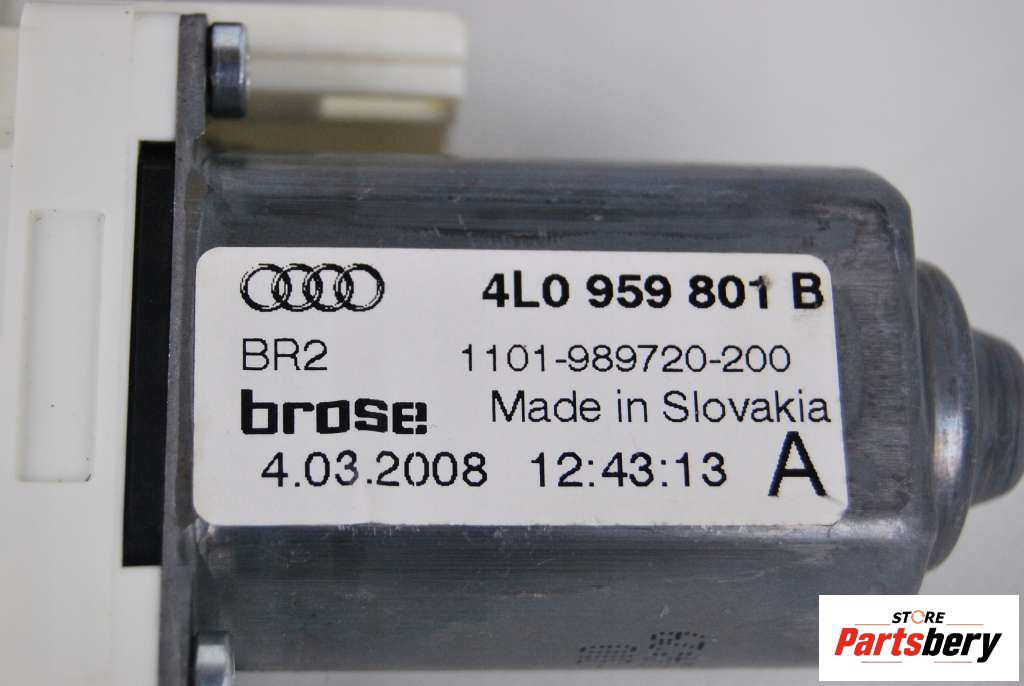 4L0 959 801 B
BR2 1101-989720-200
brose Made in Slovakia
4.03.2008 12:43:13 A
STORE
Partsbery